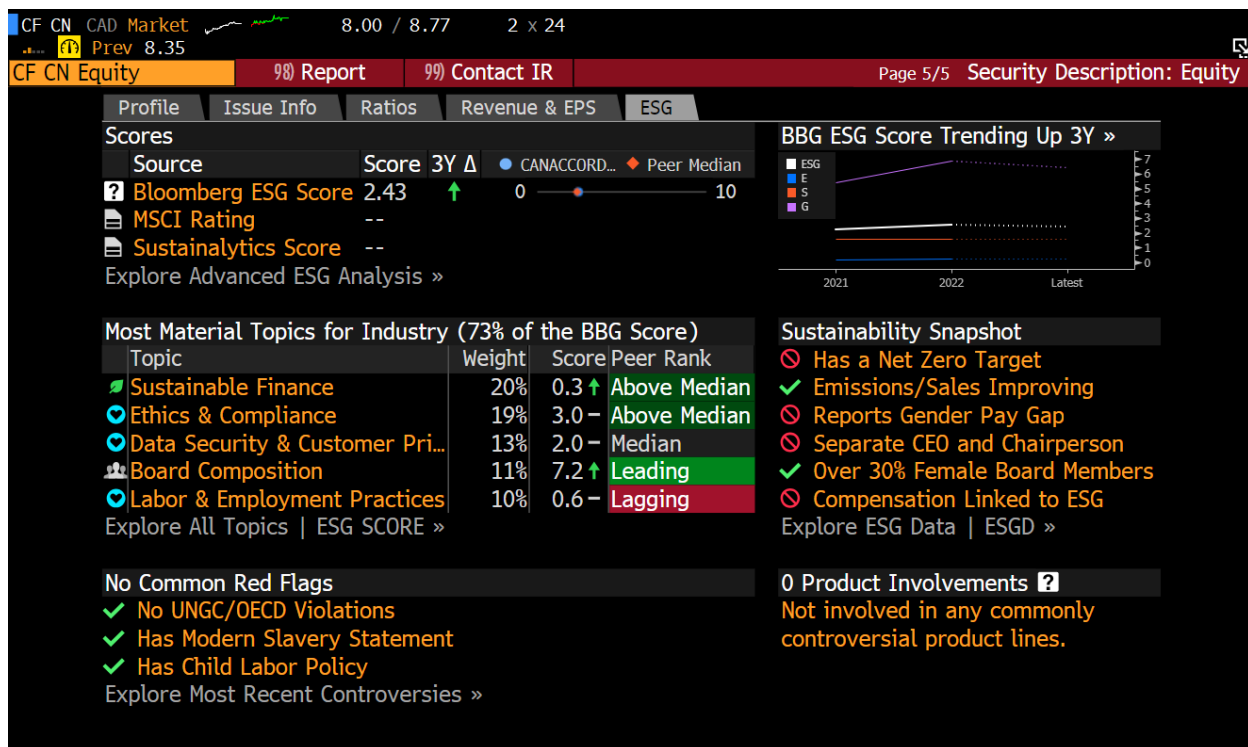 CF CN CAD Market 8.00 / 8.77 2 x 24
Prev 8.35
CF CN Equity 98) Report 99) Contact IR Page 5/5 Security Description: Equity
Profile Issue Info Ratios Revenue & EPS ESG
Scores
Source Score 3Y Δ CANACCORD... Peer Median
? Bloomberg ESG Score 2.43 ↑ 0 10
MSCI Rating --
Sustainalytics Score --
Explore Advanced ESG Analysis »
BBG ESG Score Trending Up 3Y »
ESG
E
S
G
7
6
5
4
3
2
1
0
2021 2022 Latest
Most Material Topics for Industry (73% of the BBG Score)
Topic Weight Score Peer Rank
Sustainable Finance 20% 0.3 ↑ Above Median
Ethics & Compliance 19% 3.0 – Above Median
Data Security & Customer Pri... 13% 2.0 – Median
Board Composition 11% 7.2 ↑ Leading
Labor & Employment Practices 10% 0.6 – Lagging
Explore All Topics | ESG SCORE »
Sustainability Snapshot
Has a Net Zero Target
Emissions/Sales Improving
Reports Gender Pay Gap
Separate CEO and Chairperson
Over 30% Female Board Members
Compensation Linked to ESG
Explore ESG Data | ESGD »
No Common Red Flags
No UNGC/OECD Violations
Has Modern Slavery Statement
Has Child Labor Policy
Explore Most Recent Controversies »
0 Product Involvements ?
Not involved in any commonly
controversial product lines.